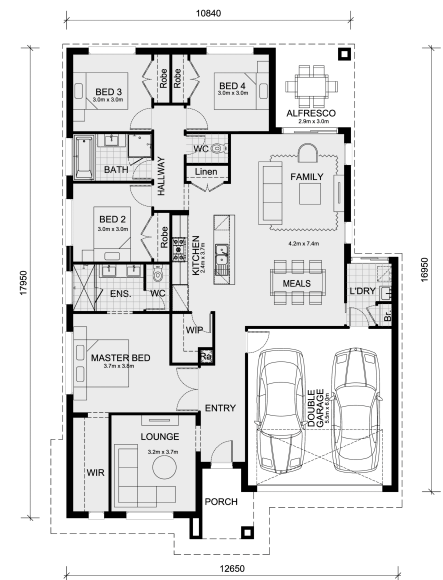 10840
BED 3
3.0m x 3.0m
Robe
Robe
BED 4
3.0m x 3.0m
ALFRESCO
2.9m x 3.0m
BATH
HALLWAY
WC
Linen
FAMILY
4.2m x 7.4m
BED 2
3.0m x 3.0m
Robe
KITCHEN
2.4m x 3.7m
MEALS
17950
16950
ENS.
WC
L'DRY
Br.
WIP
Re
MASTER BED
3.7m x 3.8m
ENTRY
DOUBLE
GARAGE
5.5m x 6.0m
LOUNGE
3.2m x 3.7m
WIR
PORCH
12650